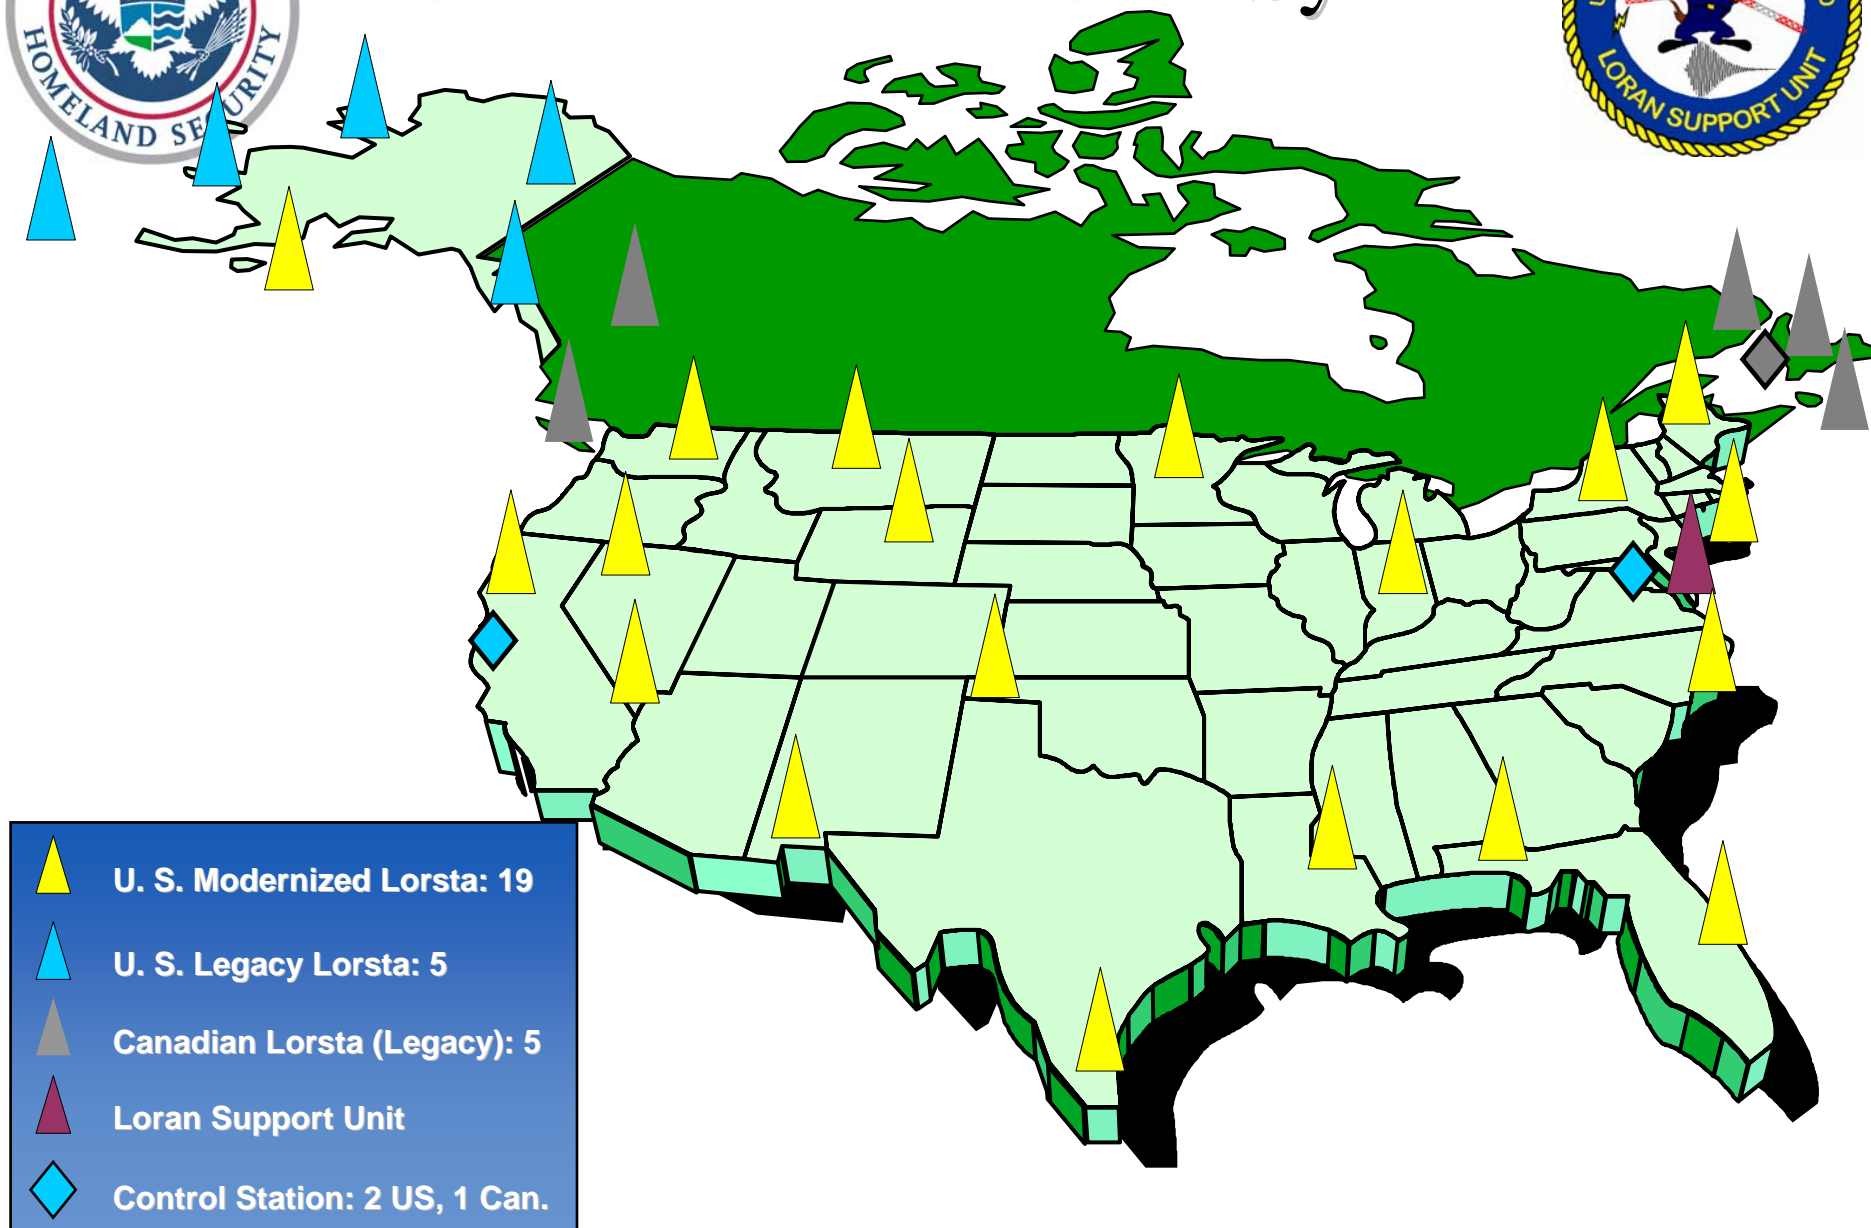 HOMELAND SECURITY
LORAN SUPPORT UNIT
U. S. Modernized Lorsta: 19
U. S. Legacy Lorsta: 5
Canadian Lorsta (Legacy): 5
Loran Support Unit
Control Station: 2 US, 1 Can.